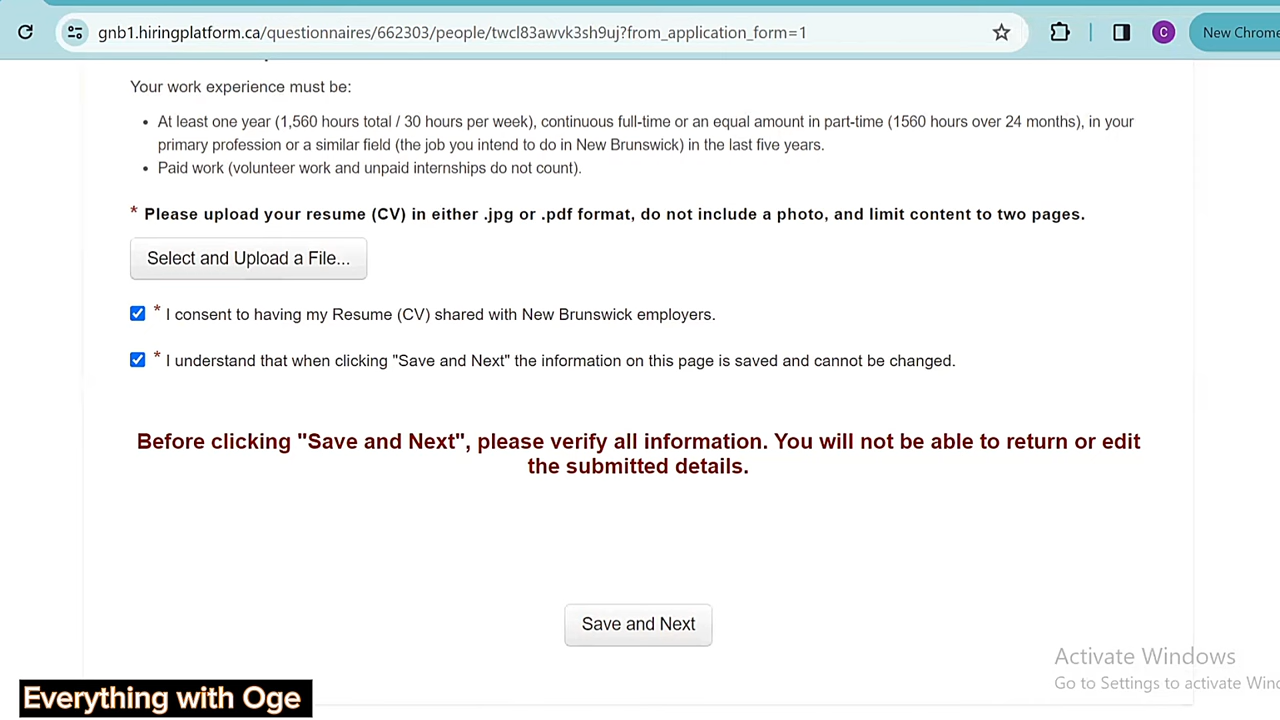 gnb1.hiringplatform.ca/questionnaires/662303/people/twcl83awvk3sh9uj?from_application_form=1
C
New Chrome
Your work experience must be:
• At least one year (1,560 hours total / 30 hours per week), continuous full-time or an equal amount in part-time (1560 hours over 24 months), in your
primary profession or a similar field (the job you intend to do in New Brunswick) in the last five years.
• Paid work (volunteer work and unpaid internships do not count).
* Please upload your resume (CV) in either .jpg or .pdf format, do not include a photo, and limit content to two pages.
Select and Upload a File...
* I consent to having my Resume (CV) shared with New Brunswick employers.
* I understand that when clicking "Save and Next" the information on this page is saved and cannot be changed.
Before clicking "Save and Next", please verify all information. You will not be able to return or edit
the submitted details.
Save and Next
Activate Windows
Go to Settings to activate Win
Everything with Oge